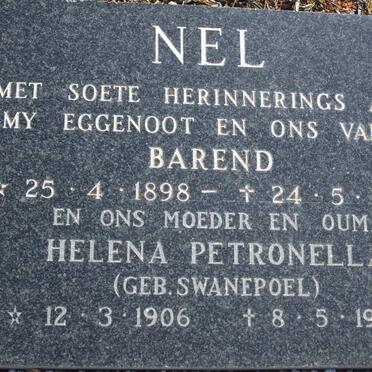 NEL
MET SOETE HERINNERINGS
MY EGGENOOT EN ONS
BAREND
☆ 25 · 4 · 1898 – ✝ 24 · 5 ·
EN ONS MOEDER EN
HELENA PETRONELLA
(GEB. SWANEPOEL)
☆ 12 · 3 · 1906 ✝ 8 · 5 ·